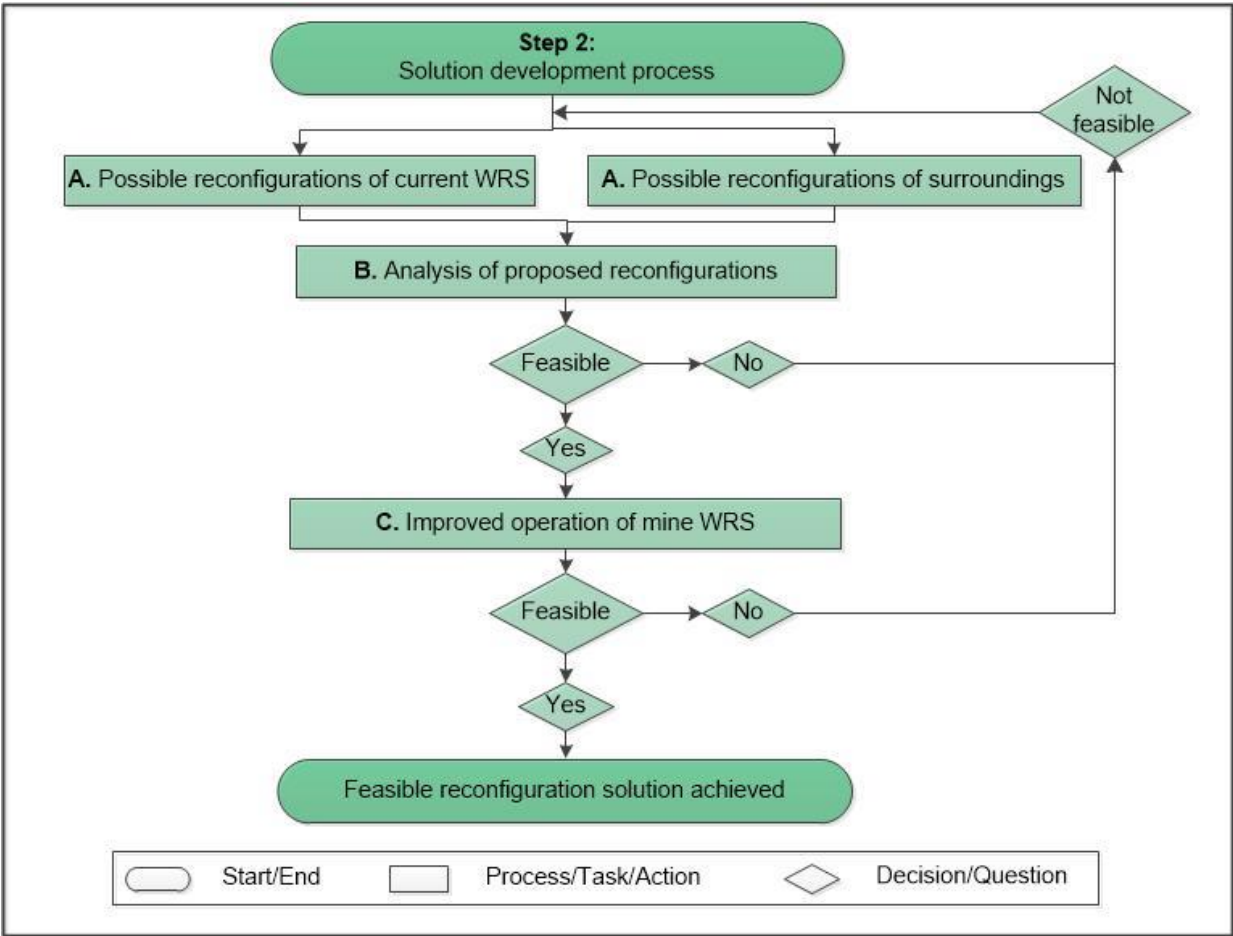 Step 2:
Solution development process
Not
feasible
A. Possible reconfigurations of current WRS
A. Possible reconfigurations of surroundings
B. Analysis of proposed reconfigurations
Feasible
No
Yes
C. Improved operation of mine WRS
Feasible
No
Yes
Feasible reconfiguration solution achieved
Start/End
Process/Task/Action
Decision/Question